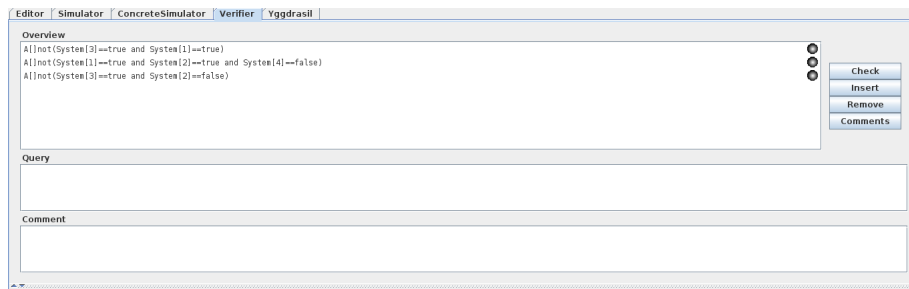 Editor Simulator ConcreteSimulator Verifier Yggdrasil
Overview
A[]not(System[3]==true and System[1]==true)
A[]not(System[1]==true and System[2]==true and System[4]==false)
A[]not(System[3]==true and System[2]==false)
Check
Insert
Remove
Comments
Query
Comment